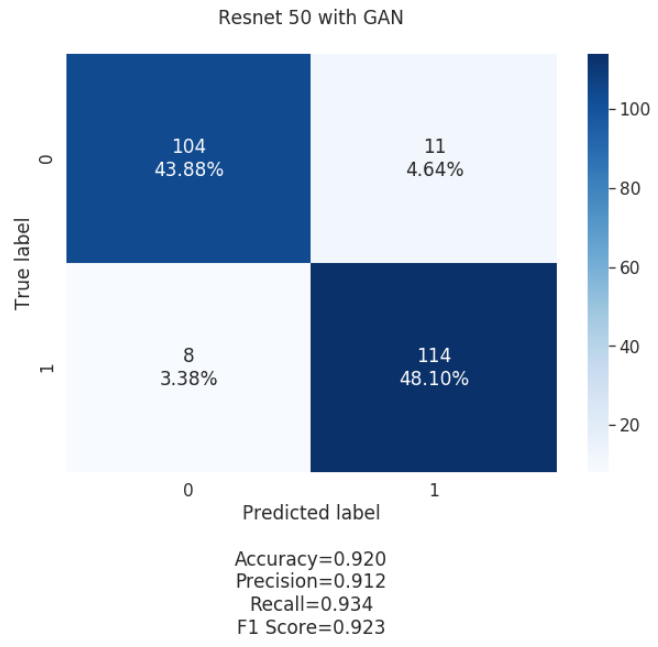 Resnet 50 with GAN
104
43.88%
11
4.64%
8
3.38%
114
48.10%
0
1
True label
0
1
Predicted label
100
80
60
40
20
Accuracy=0.920
Precision=0.912
Recall=0.934
F1 Score=0.923